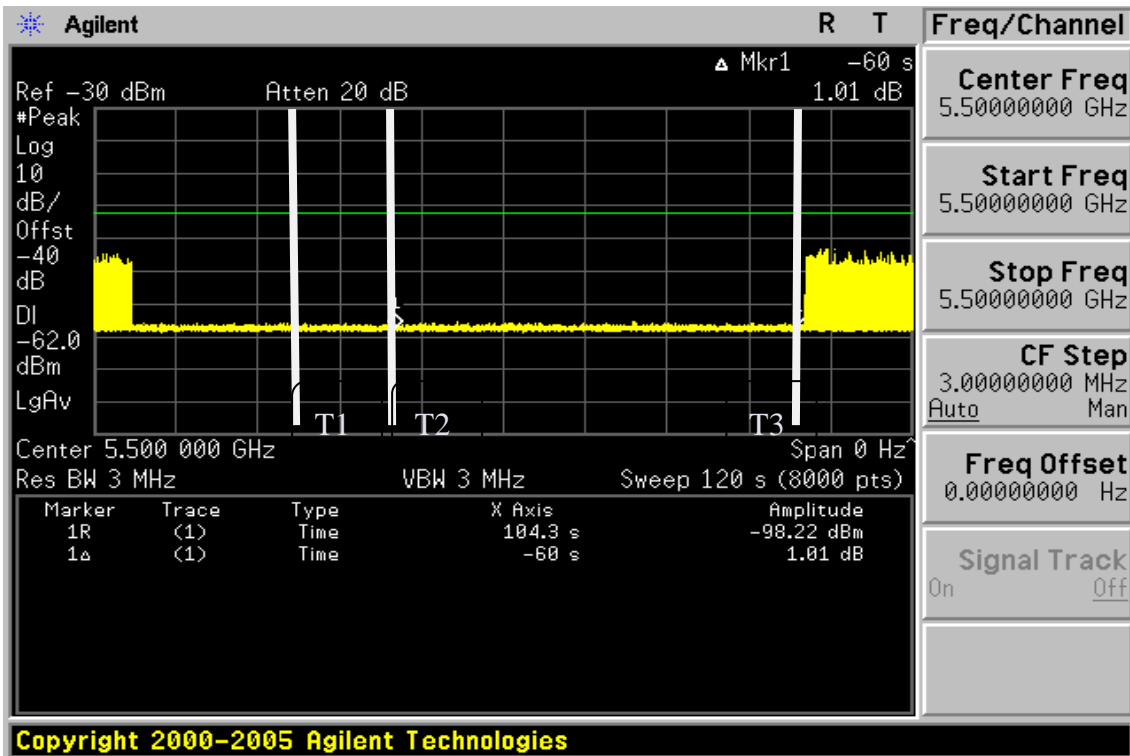 Agilent R T
Freq/Channel
Δ Mkr1 −60 s
Ref −30 dBm Atten 20 dB 1.01 dB
#Peak
Log
10
dB/
Offst
−40
dB
DI
−62.0
dBm
LgAv
T1 T2 T3
Center 5.500 000 GHz Span 0 Hz^
Res BW 3 MHz VBW 3 MHz Sweep 120 s (8000 pts)
Marker Trace Type X Axis Amplitude
1R (1) Time 104.3 s −98.22 dBm
1Δ (1) Time −60 s 1.01 dB
Center Freq
5.50000000 GHz
Start Freq
5.50000000 GHz
Stop Freq
5.50000000 GHz
CF Step
3.00000000 MHz
Auto Man
Freq Offset
0.00000000 Hz
Signal Track
On Off
Copyright 2000–2005 Agilent Technologies